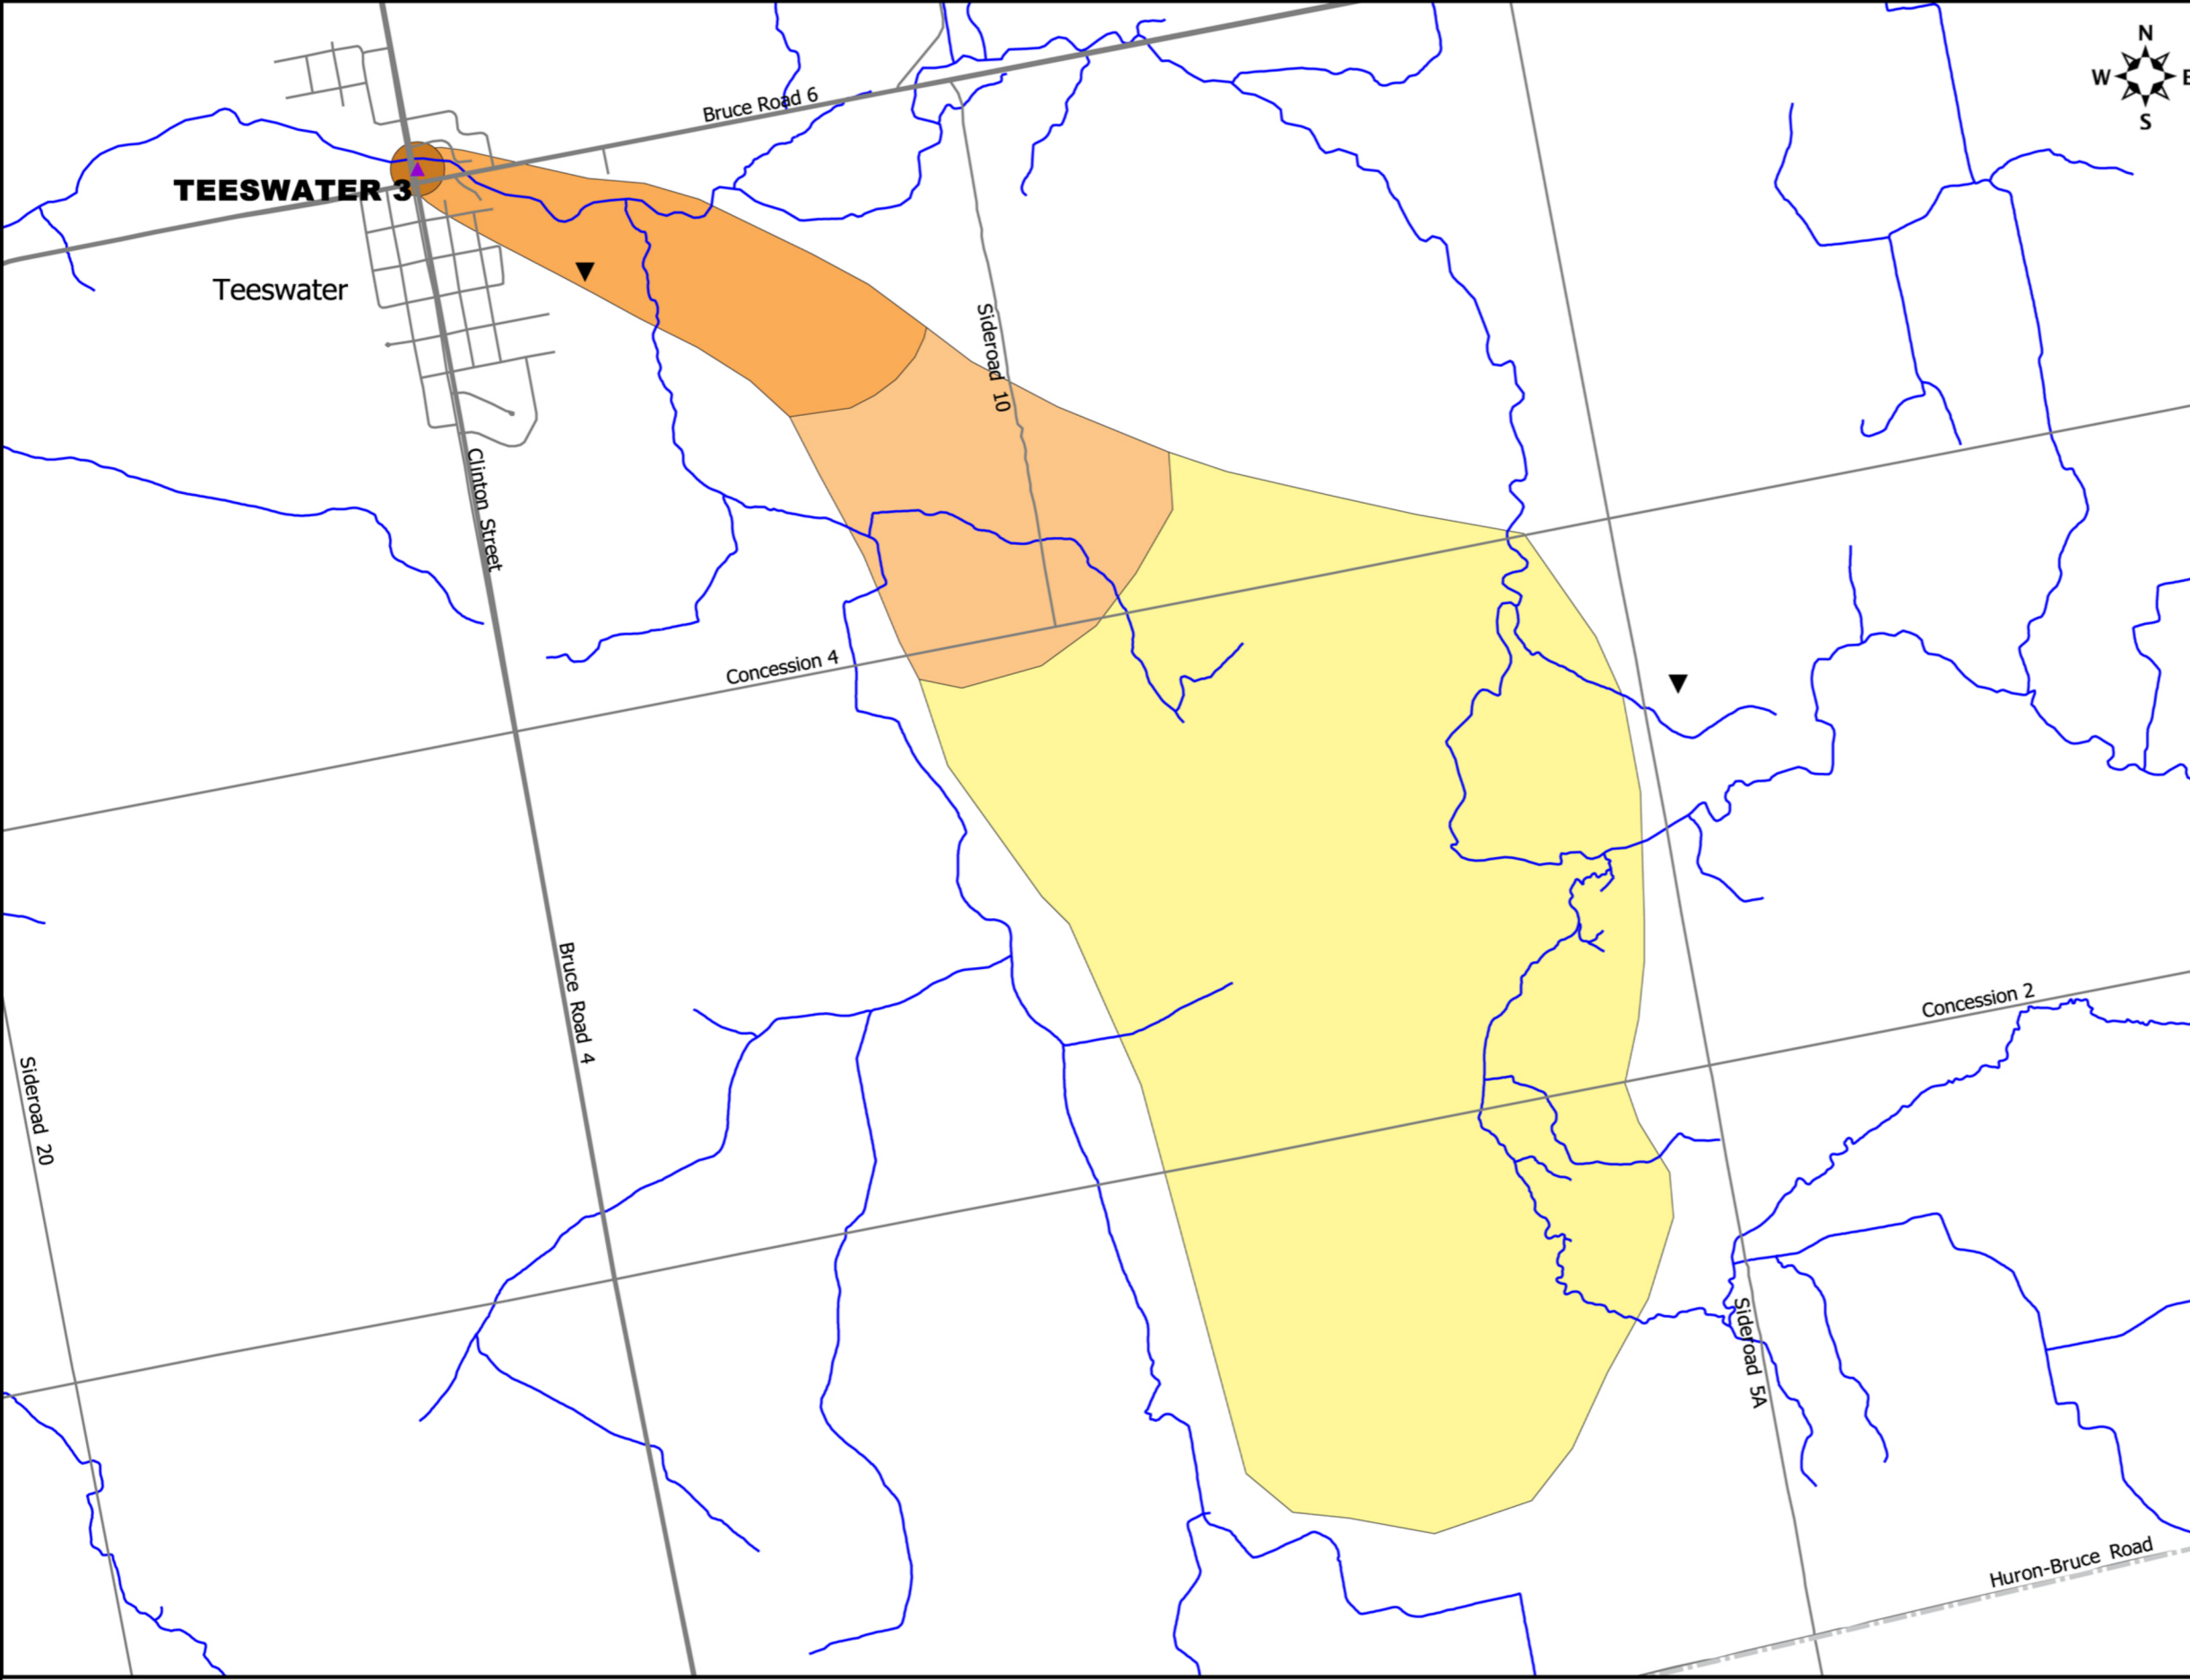 N
W E
S
Bruce Road 6
TEESWATER 3
Teeswater
Sideroad 10
Clinton Street
Concession 4
Bruce Road 4
Concession 2
Sideroad 20
Sideroad 5A
Huron-Bruce Road